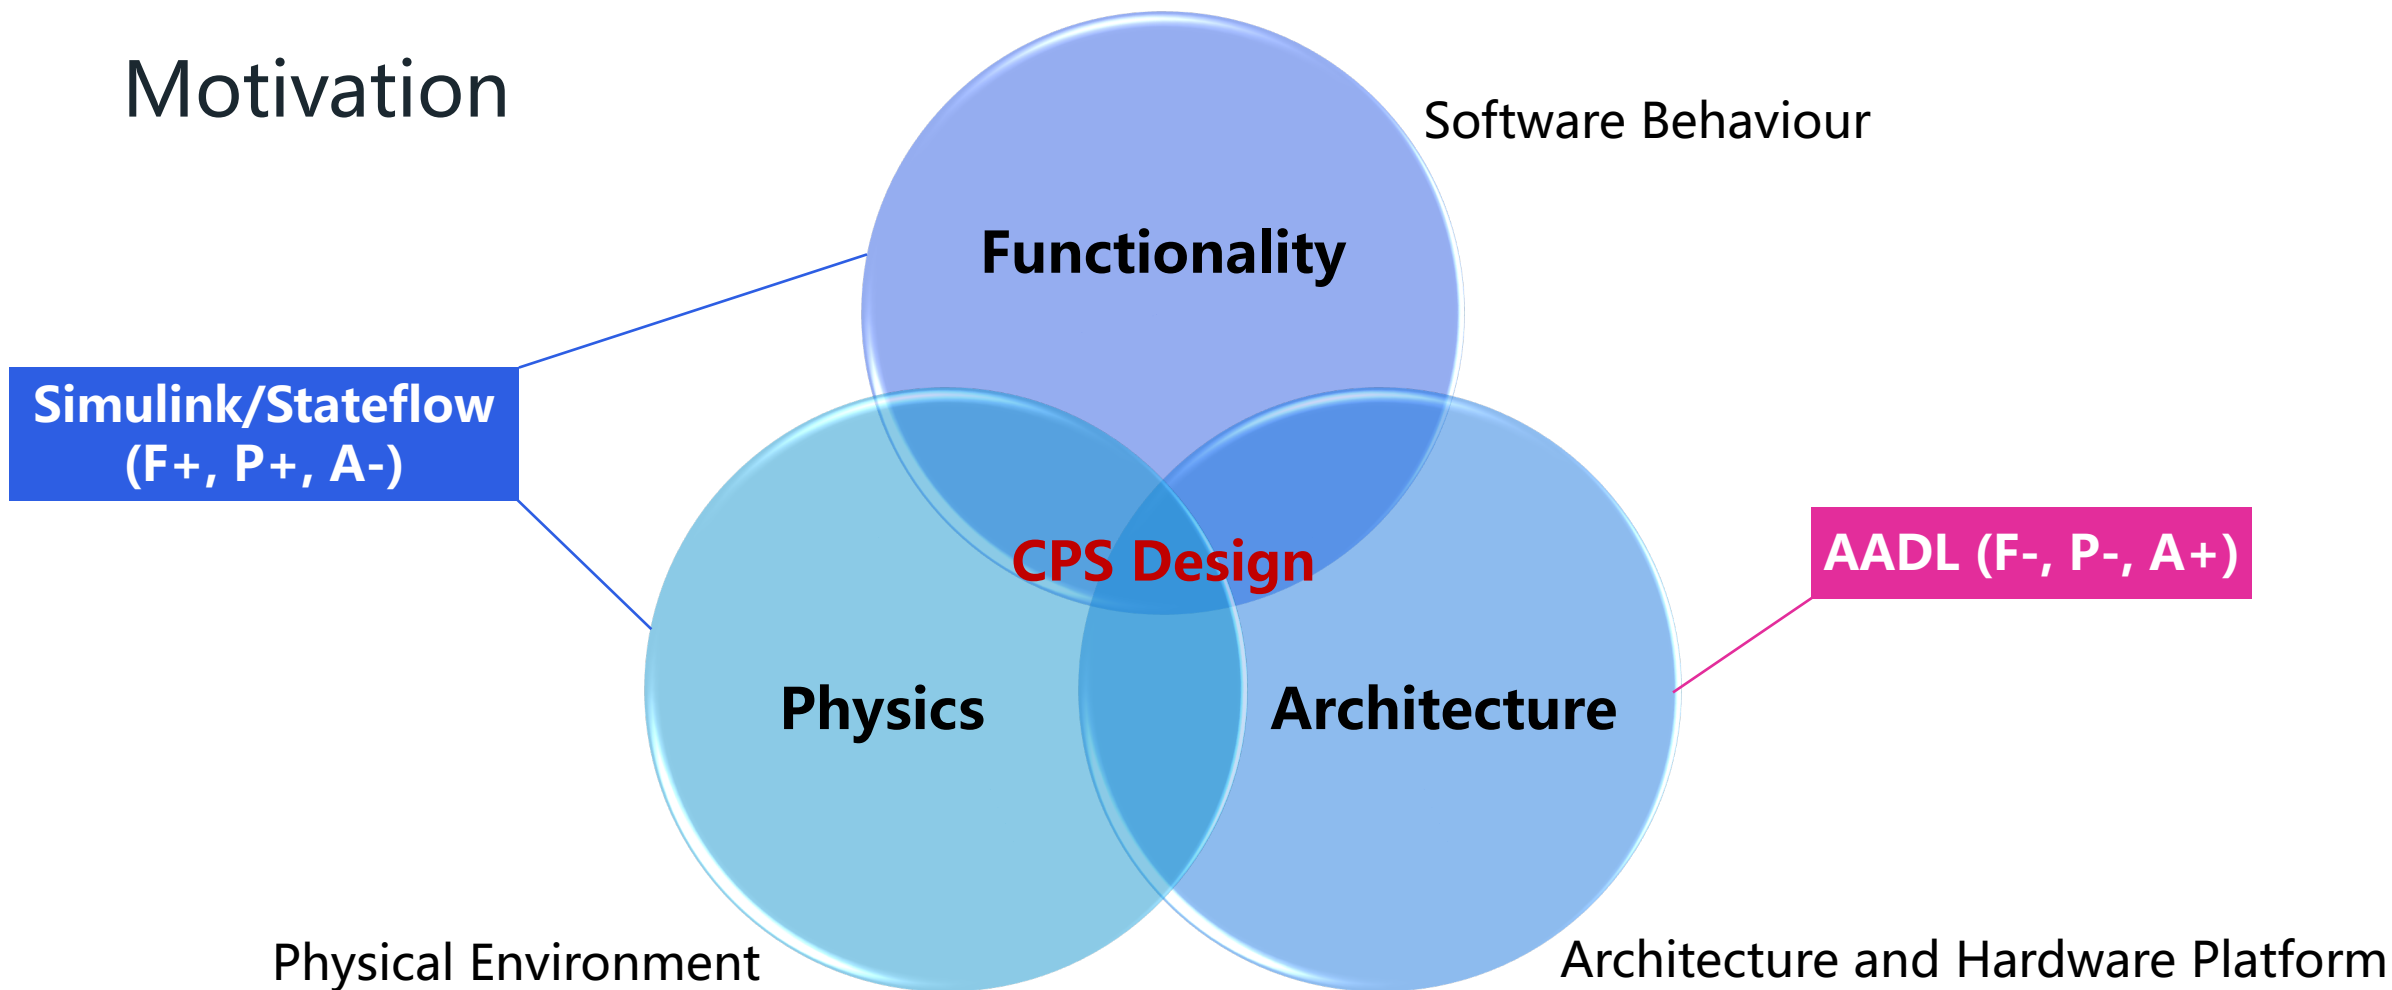 Motivation
Software Behaviour
Functionality
Simulink/Stateflow
(F+, P+, A-)
CPS Design
AADL (F-, P-, A+)
Physics
Architecture
Physical Environment
Architecture and Hardware Platform